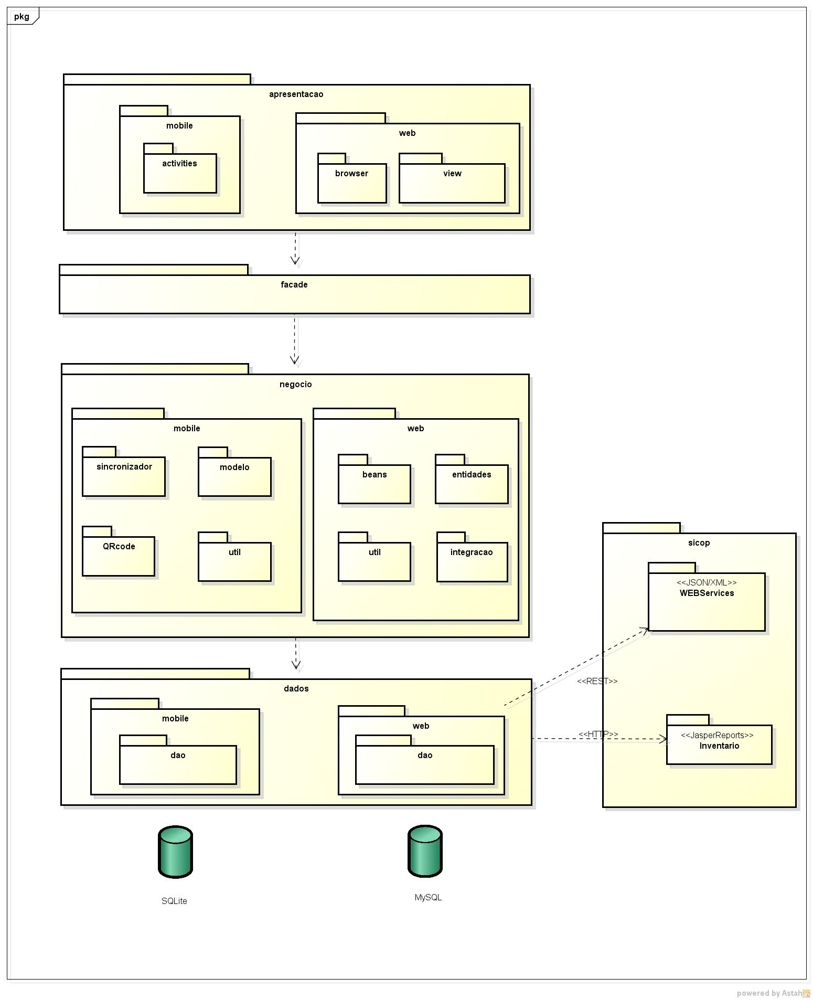 pkg
apresentacao
mobile
web
activities
browser
view
facade
negocio
mobile
web
sincronizador
modelo
beans
entidades
QRcode
util
util
integracao
sicop
<<JSON/XML>>
WEBServices
<<REST>>
dados
mobile
web
<<HTTP>>
<<JasperReports>>
Inventario
dao
dao
SQLite
MySQL
powered by Astah